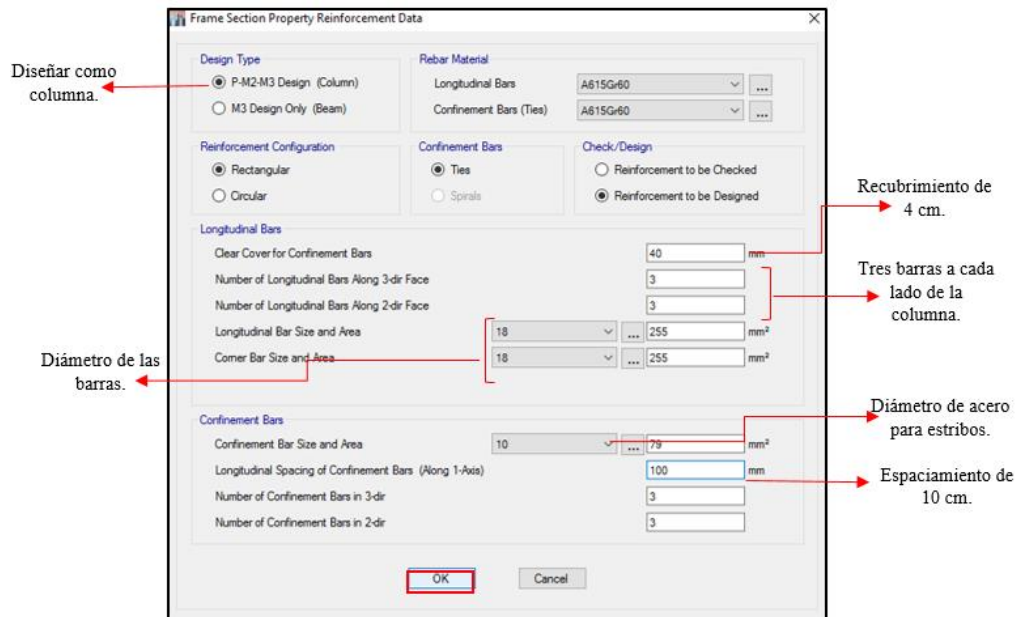 Frame Section Property Reinforcement Data
Design Type
P-M2-M3 Design (Column)
M3 Design Only (Beam)
Rebar Material
Longitudinal Bars A615Gr60 ...
Confinement Bars (Ties) A615Gr60 ...
Reinforcement Configuration
Rectangular
Circular
Confinement Bars
Ties
Spirals
Check/Design
Reinforcement to be Checked
Reinforcement to be Designed
Longitudinal Bars
Clear Cover for Confinement Bars 40 mm
Number of Longitudinal Bars Along 3-dir Face 3
Number of Longitudinal Bars Along 2-dir Face 3
Longitudinal Bar Size and Area 18 ... 255 mm²
Corner Bar Size and Area 18 ... 255 mm²
Confinement Bars
Confinement Bar Size and Area 10 ... 79 mm²
Longitudinal Spacing of Confinement Bars (Along 1-Axis) 100 mm
Number of Confinement Bars in 3-dir 3
Number of Confinement Bars in 2-dir 3
OK Cancel
Diseñar como
columna.
Diámetro de las
barras.
Recubrimiento de
4 cm.
Tres barras a cada
lado de la
columna.
Diámetro de acero
para estribos.
Espaciamiento de
10 cm.